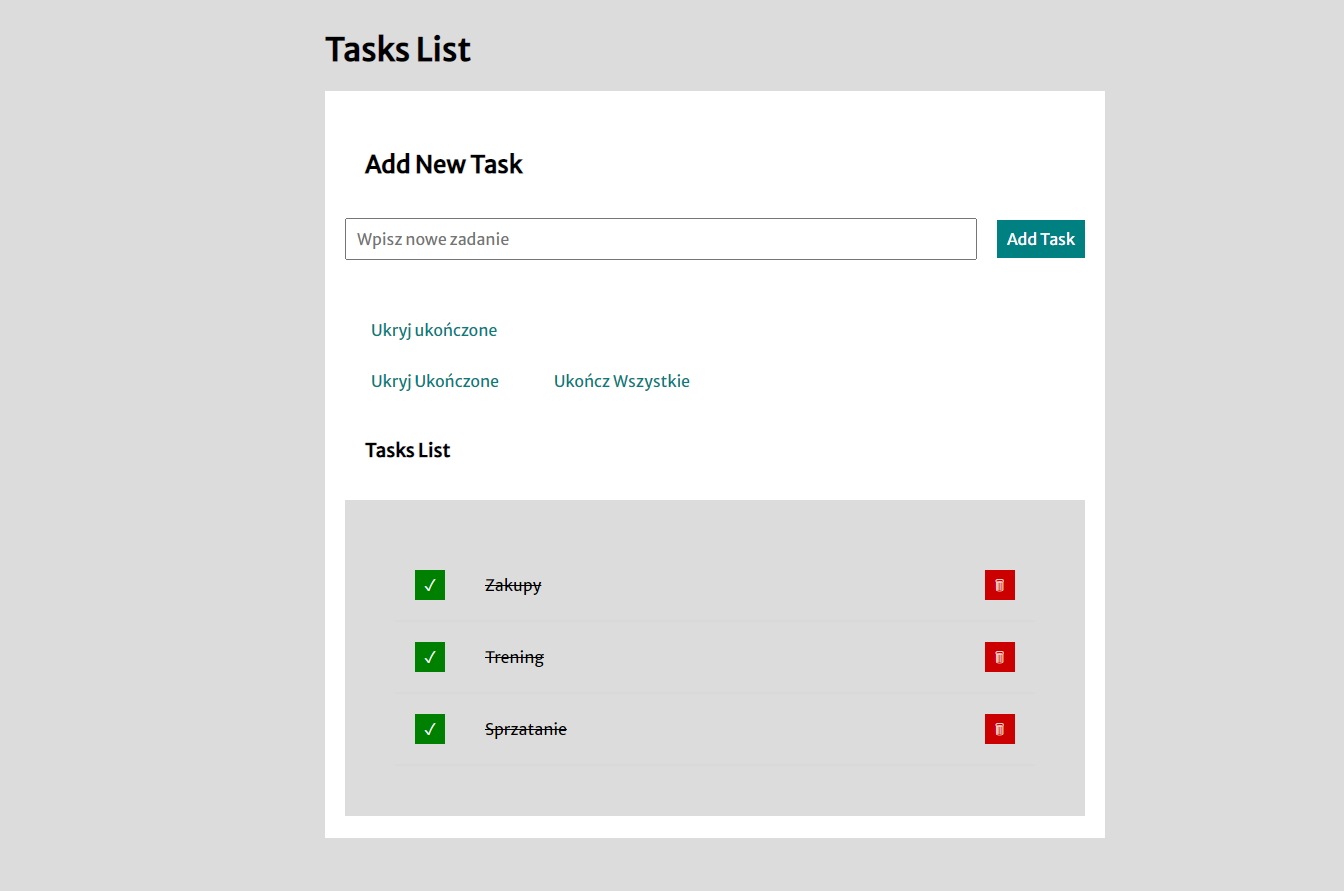 Tasks List
Add New Task
Wpisz nowe zadanie
Add Task
Ukryj ukończone
Ukryj Ukończone Ukończ Wszystkie
Tasks List
✓ Zakupy
✓ Trening
✓ Sprzatanie